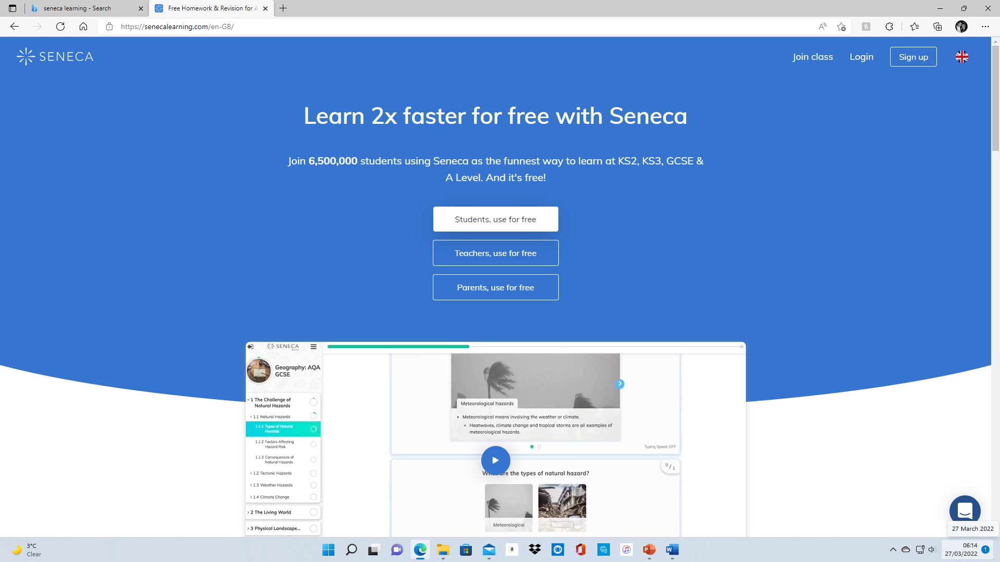 seneca learning - Search
Free Homework & Revision for A
https://senecalearning.com/en-GB/
SENECA
Join class
Login
Sign up
Learn 2x faster for free with Seneca
Join 6,500,000 students using Seneca as the funnest way to learn at KS2, KS3, GCSE &
A Level. And it's free!
Students, use for free
Teachers, use for free
Parents, use for free
SENECA
BETA
Geography: AQA
GCSE
1 The Challenge of
Natural Hazards
1.1 Natural Hazards
1.1.1 Types of Natural
Hazards
1.1.2 Factors Affecting
Hazard Risk
1.1.3 Consequences of
Natural Hazards
1.2 Tectonic Hazards
1.3 Weather Hazards
1.4 Climate Change
2 The Living World
3 Physical Landscape...
Meteorological hazards
• Meteorological means involving the weather or climate.
Heatwaves, climate change and tropical storms are all examples of
meteorological hazards.
Typing Speed: OFF
0 / 1
are the types of natural hazard?
Meteorological
27 March 2022
3°C
Clear
06:14
27/03/2022
1